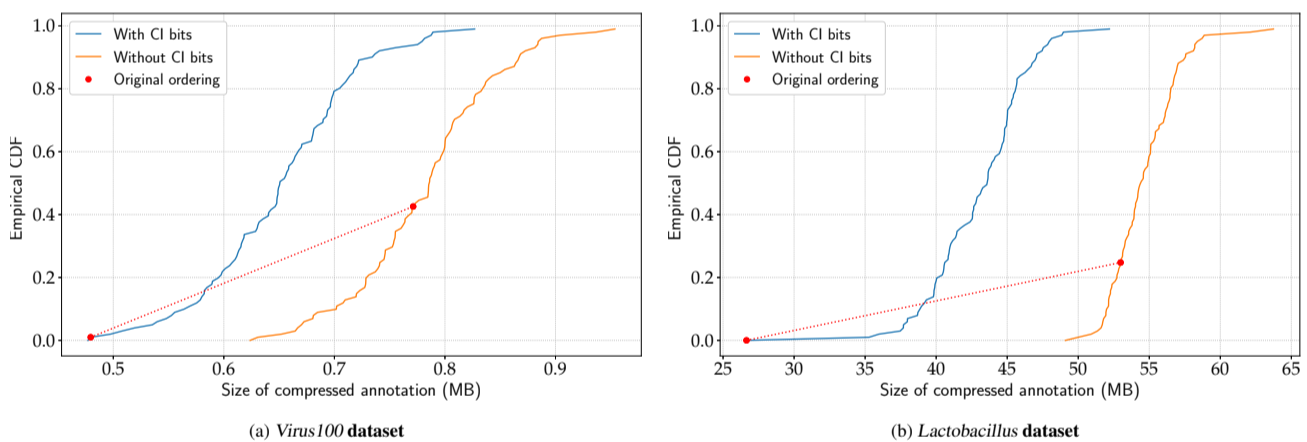 1.0
0.8
0.6
0.4
0.2
0.0
Empirical CDF
With CI bits
Without CI bits
Original ordering
0.5 0.6 0.7 0.8 0.9
Size of compressed annotation (MB)
(a) Virus100 dataset
1.0
0.8
0.6
0.4
0.2
0.0
Empirical CDF
With CI bits
Without CI bits
Original ordering
25 30 35 40 45 50 55 60 65
Size of compressed annotation (MB)
(b) Lactobacillus dataset